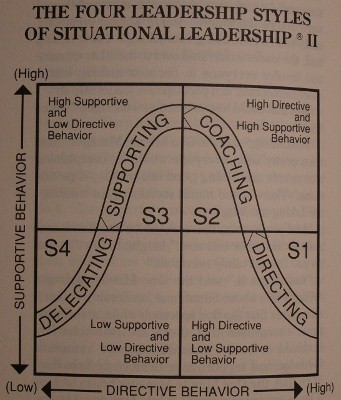 THE FOUR LEADERSHIP STYLES
OF SITUATIONAL LEADERSHIP ® II
(High)
High Supportive
and
Low Directive
Behavior
High Directive
and
High Supportive
Behavior
SUPPORTING
COACHING
S3
S2
S4
S1
DELEGATING
DIRECTING
SUPPORTIVE BEHAVIOR
Low Supportive
and
Low Directive
Behavior
High Directive
and
Low Supportive
Behavior
(Low)
DIRECTIVE BEHAVIOR
(High)